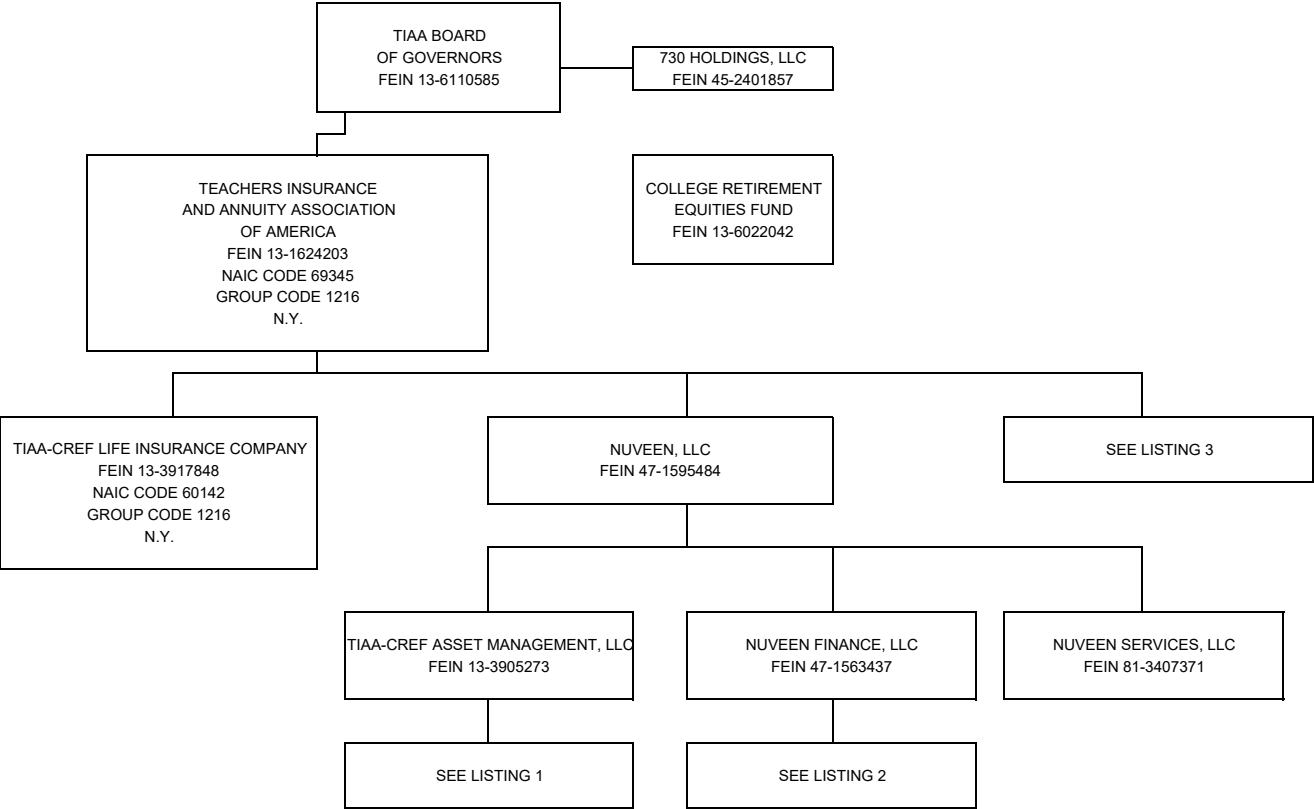 TIAA BOARD
OF GOVERNORS
FEIN 13-6110585
730 HOLDINGS, LLC
FEIN 45-2401857
TEACHERS INSURANCE
AND ANNUITY ASSOCIATION
OF AMERICA
FEIN 13-1624203
NAIC CODE 69345
GROUP CODE 1216
N.Y.
COLLEGE RETIREMENT
EQUITIES FUND
FEIN 13-6022042
TIAA-CREF LIFE INSURANCE COMPANY
FEIN 13-3917848
NAIC CODE 60142
GROUP CODE 1216
N.Y.
NUVEEN, LLC
FEIN 47-1595484
SEE LISTING 3
TIAA-CREF ASSET MANAGEMENT, LLC
FEIN 13-3905273
NUVEEN FINANCE, LLC
FEIN 47-1563437
NUVEEN SERVICES, LLC
FEIN 81-3407371
SEE LISTING 1
SEE LISTING 2